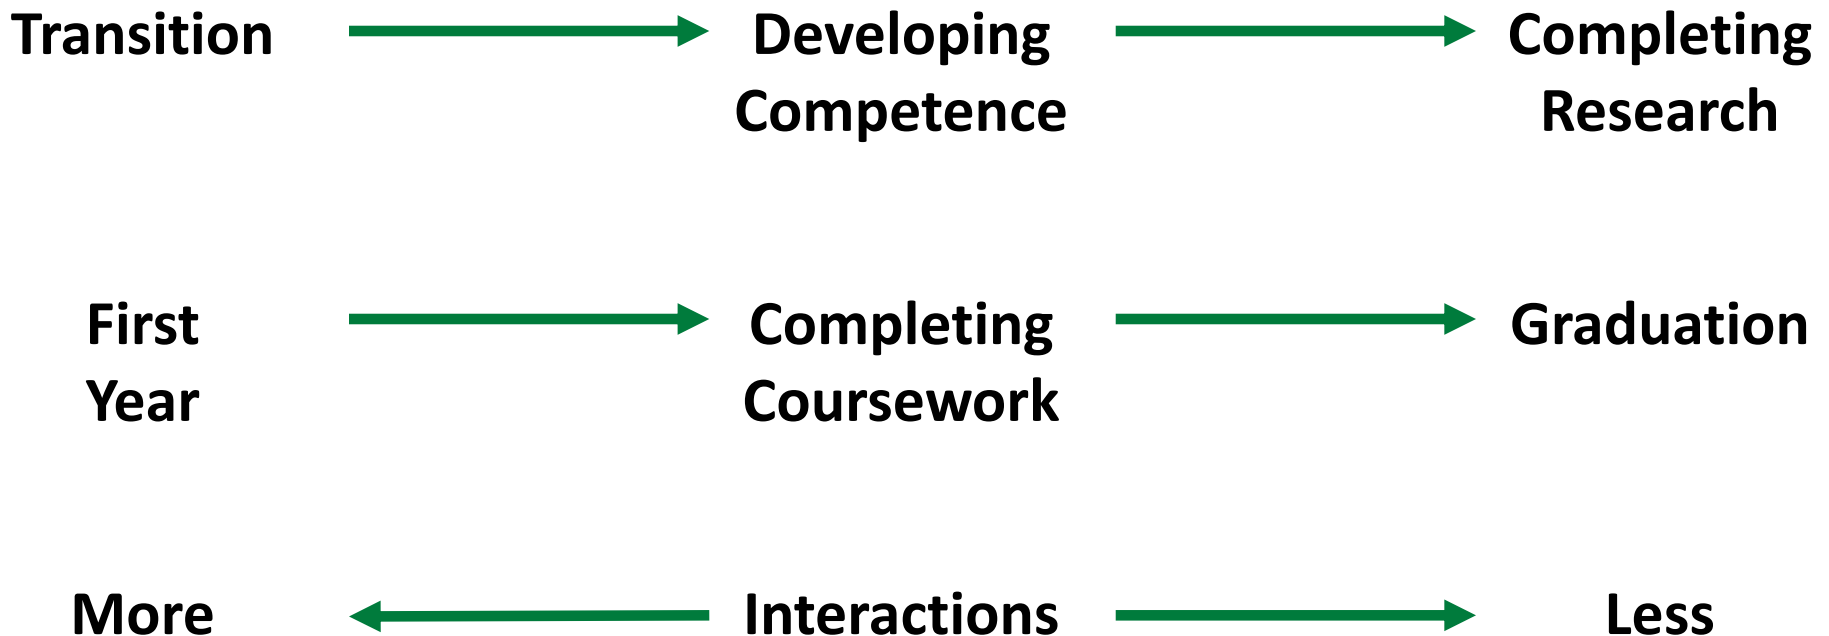 Transition
Developing
Competence
Completing
Research
First
Year
Completing
Coursework
Graduation
More
Interactions
Less